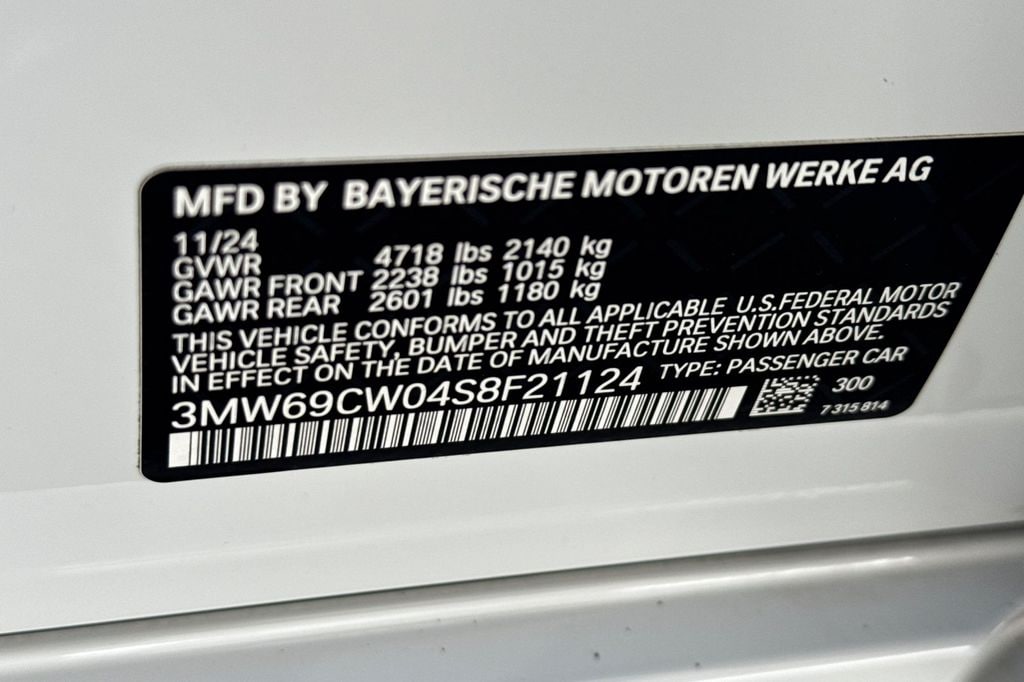 MFD BY BAYERISCHE MOTOREN WERKE AG
11/24
GVWR 4718 lbs 2140 kg
GAWR FRONT 2238 lbs 1015 kg
GAWR REAR 2601 lbs 1180 kg
THIS VEHICLE CONFORMS TO ALL APPLICABLE U.S.FEDERAL MOTOR
VEHICLE SAFETY, BUMPER AND THEFT PREVENTION STANDARDS
IN EFFECT ON THE DATE OF MANUFACTURE SHOWN ABOVE.
3MW69CW04S8F21124 TYPE: PASSENGER CAR
300
7 315 814